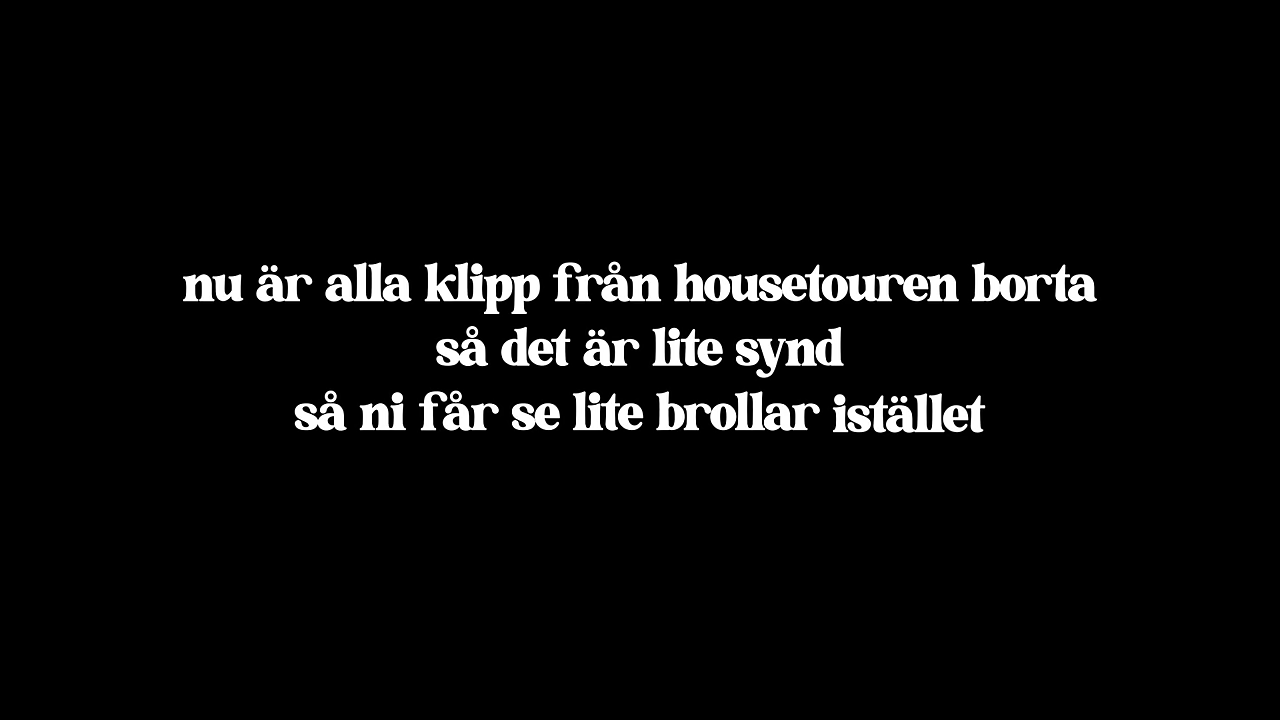 nu är alla klipp från housetouren borta
så det är lite synd
så ni får se lite brollar istället